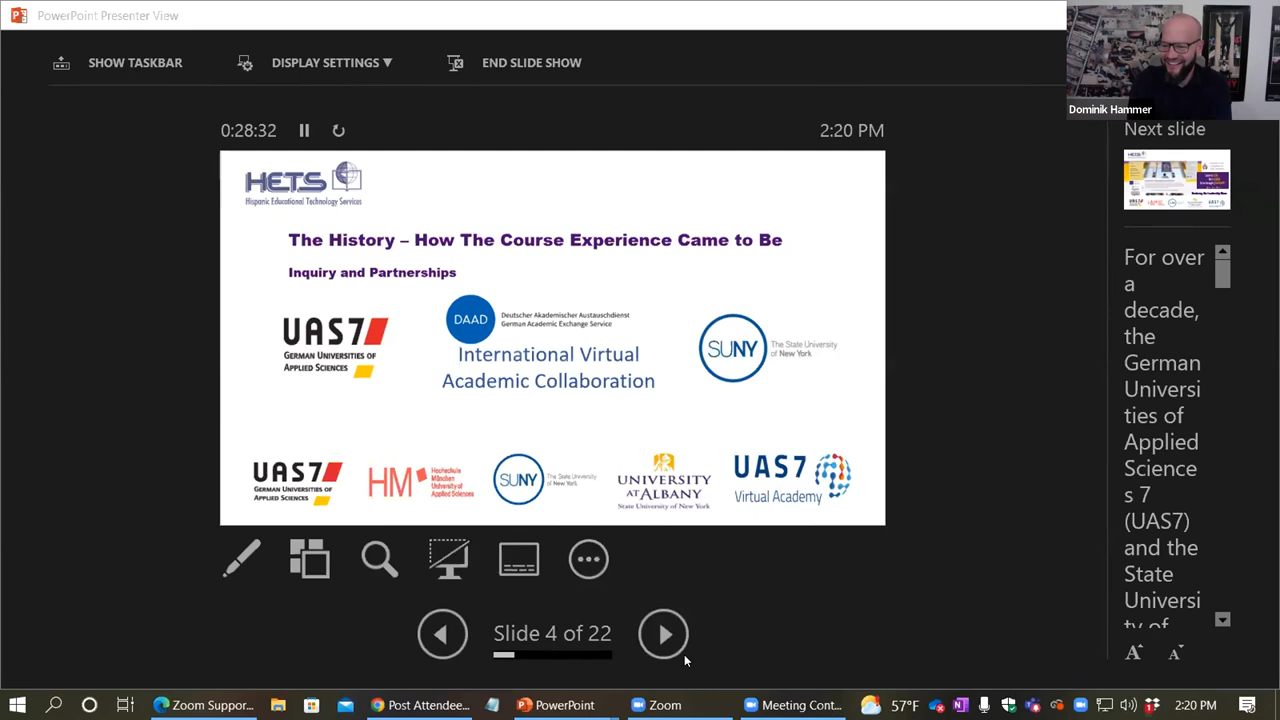 PowerPoint Presenter View
SHOW TASKBAR
DISPLAY SETTINGS ▼
END SLIDE SHOW
Dominik Hammer
0:28:32
2:20 PM
Next slide
HETS
Hispanic Educational Technology Services
The History – How The Course Experience Came to Be
Inquiry and Partnerships
UAS7
GERMAN UNIVERSITIES OF
APPLIED SCIENCES
DAAD
Deutscher Akademischer Austauschdienst
German Academic Exchange Service
International Virtual
Academic Collaboration
SUNY
The State University
of New York
UAS7
GERMAN UNIVERSITIES OF
APPLIED SCIENCES
HM
Hochschule
München
University of
Applied Sciences
SUNY
The State University
of New York
UNIVERSITY
AT ALBANY
State University of New York
UAS7
Virtual Academy
For over
a
decade,
the
German
Universi
ties of
Applied
Science
s 7
(UAS7)
and the
State
Universi
ty of
Slide 4 of 22
A A
Zoom Suppor...
Post Attendee...
PowerPoint
Zoom
Meeting Cont...
57°F
2:20 PM